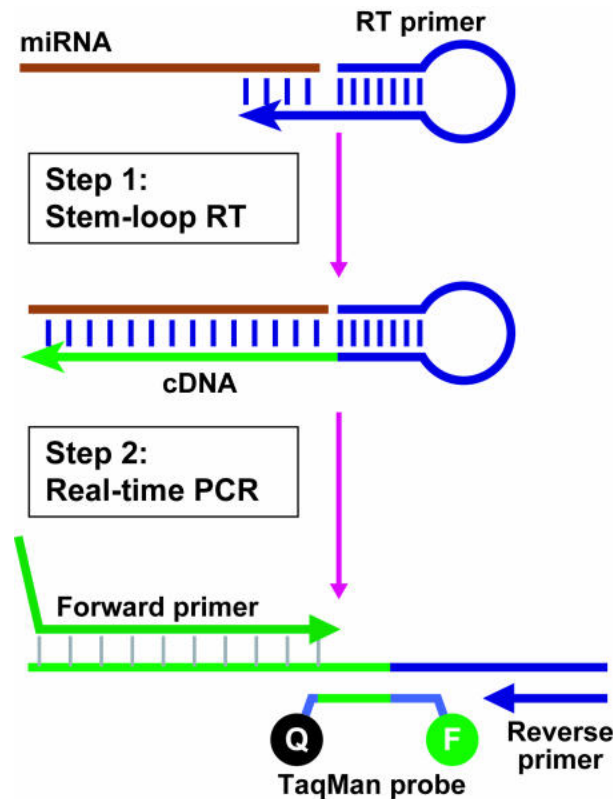 RT primer
miRNA
Step 1:
Stem-loop RT
cDNA
Step 2:
Real-time PCR
Forward primer
Q
F
Reverse
primer
TaqMan probe